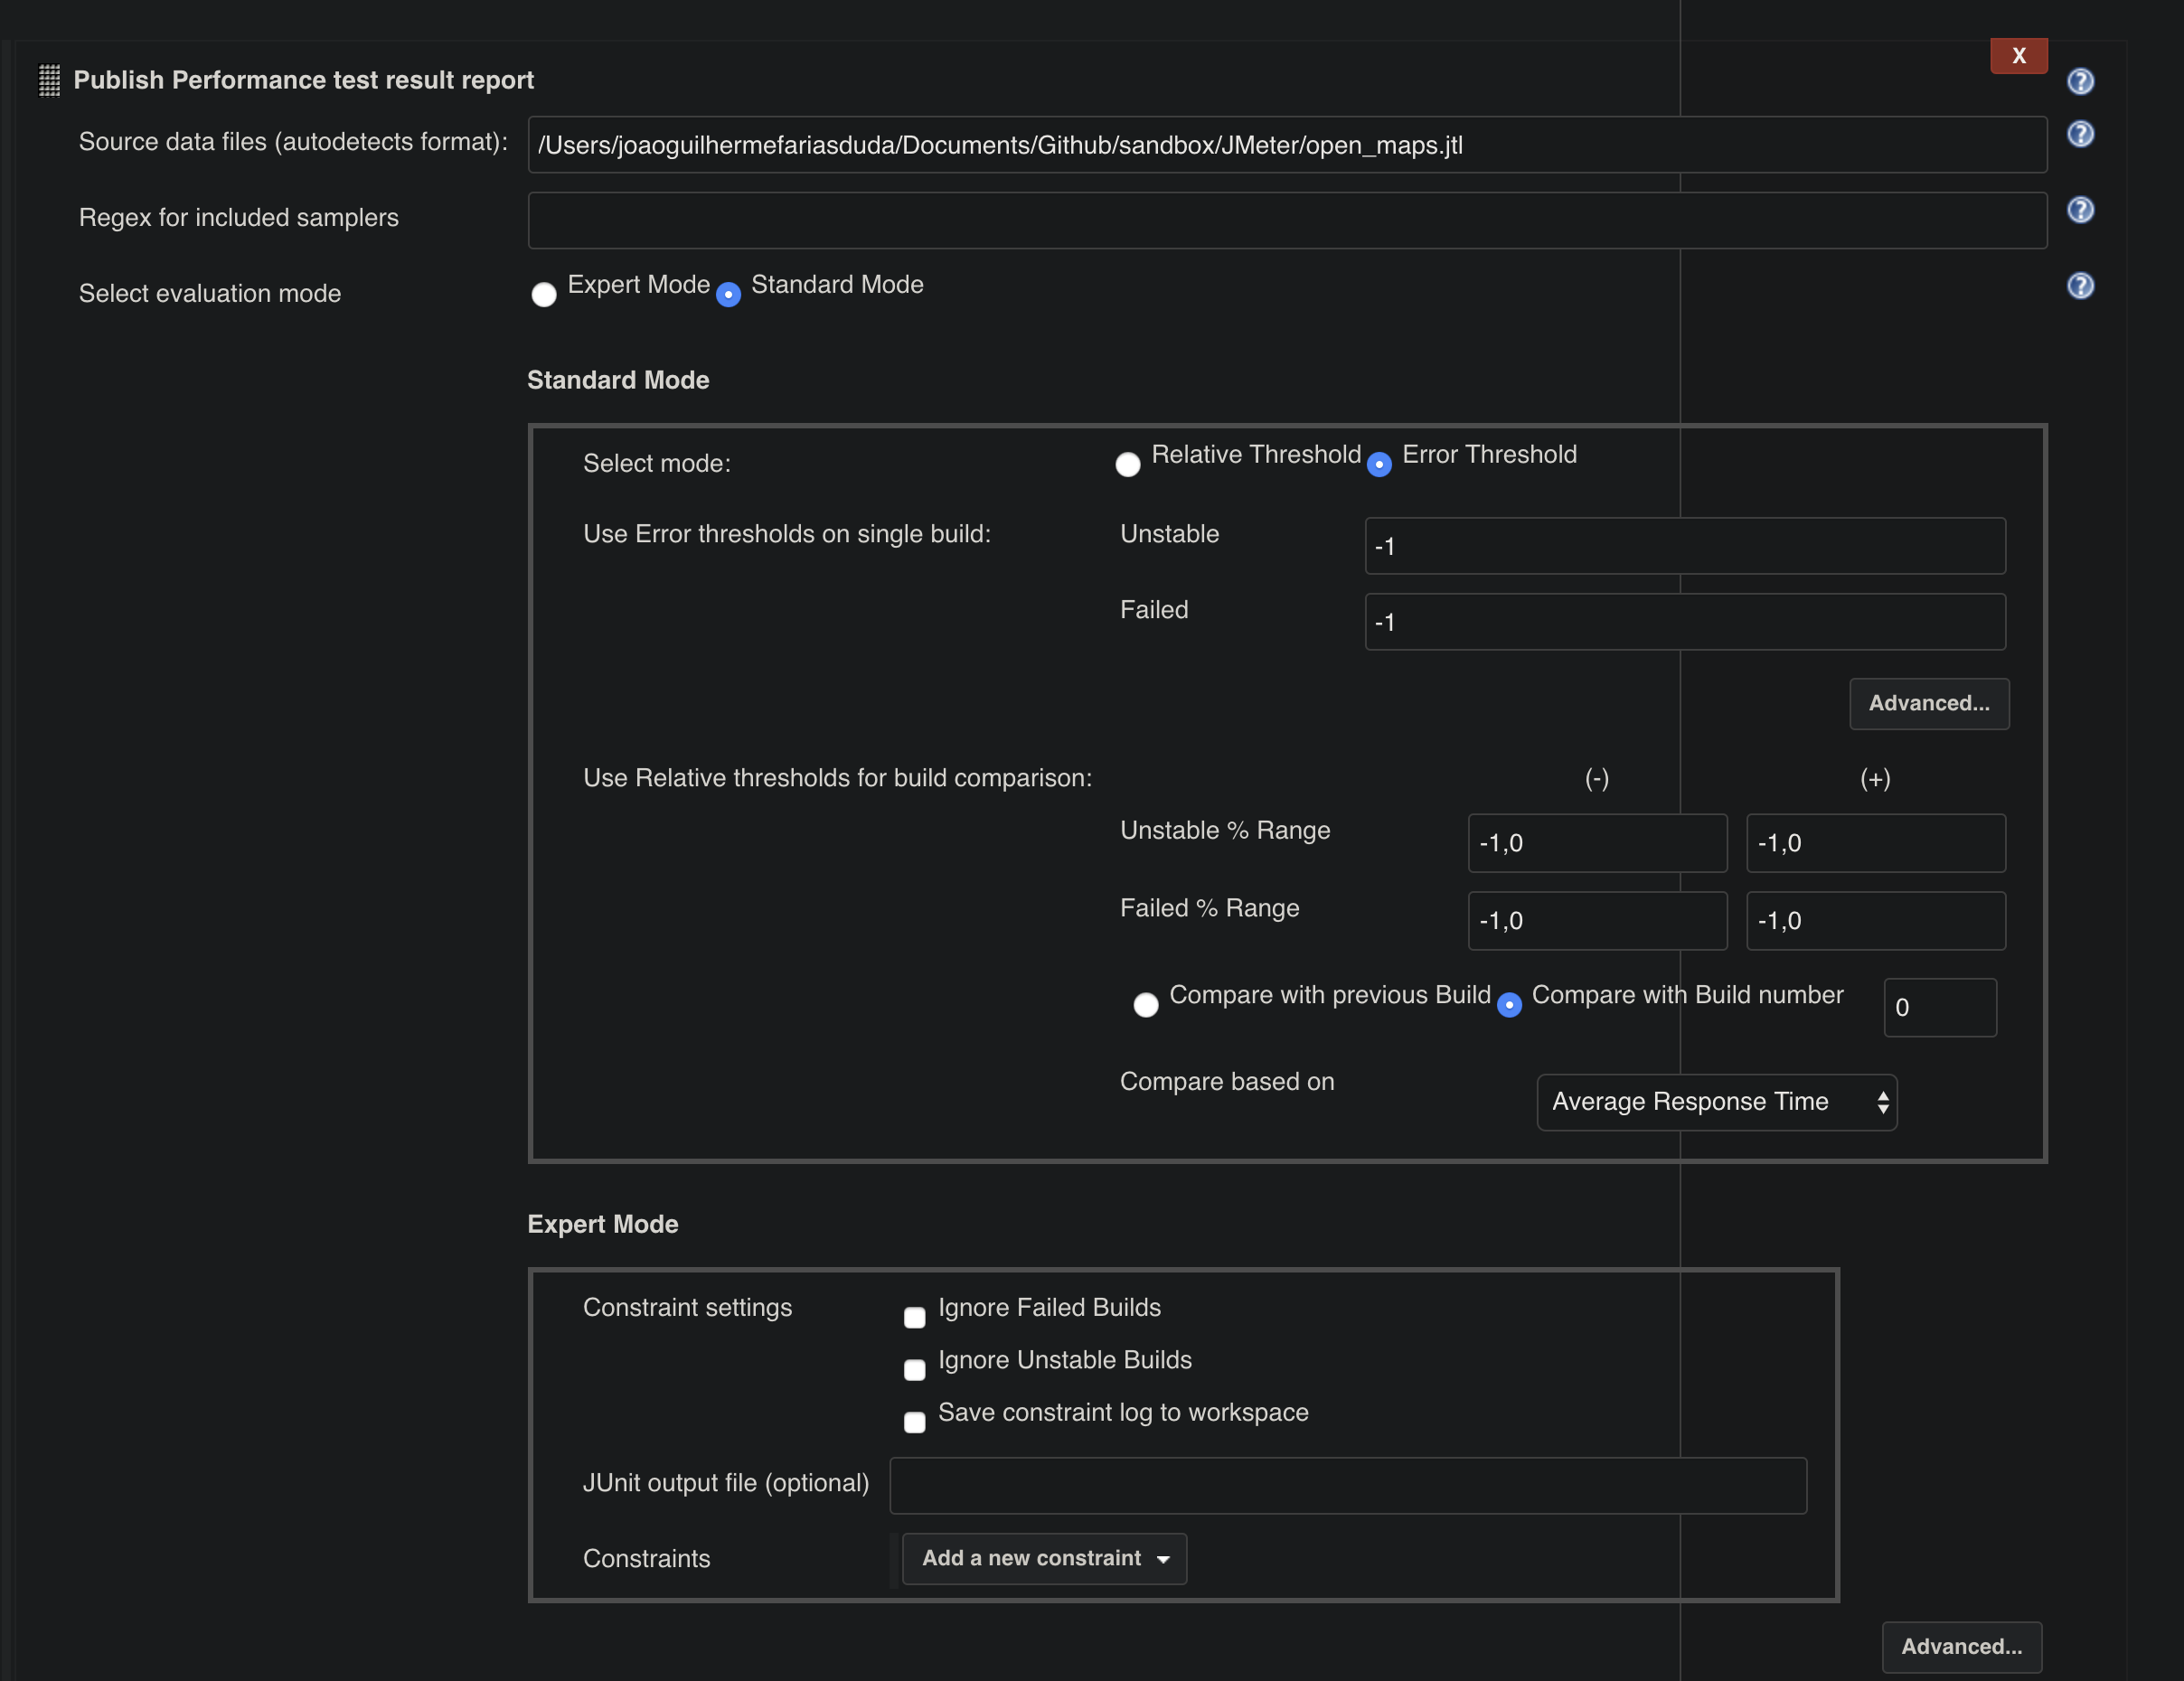 X
Publish Performance test result report
?
Source data files (autodetects format): /Users/joaoguilhermefariasduda/Documents/Github/sandbox/JMeter/open_maps.jtl ?
Regex for included samplers ?
Select evaluation mode Expert Mode Standard Mode ?
Standard Mode
Select mode: Relative Threshold Error Threshold
Use Error thresholds on single build: Unstable -1
Failed -1
Advanced...
Use Relative thresholds for build comparison: (-) (+)
Unstable % Range -1,0 -1,0
Failed % Range -1,0 -1,0
Compare with previous Build Compare with Build number 0
Compare based on Average Response Time
Expert Mode
Constraint settings Ignore Failed Builds
Ignore Unstable Builds
Save constraint log to workspace
JUnit output file (optional)
Constraints Add a new constraint
Advanced...